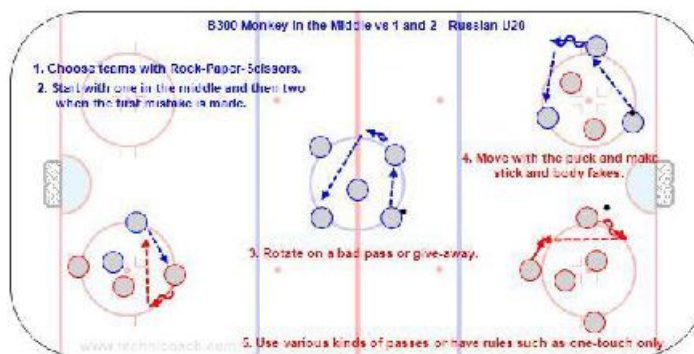 B300 Monkey in the Middle vs 1 and 2 - Russian U20
1. Choose teams with Rock-Paper-Scissors.
2. Start with one in the middle and then two
when the first mistake is made.
4. Move with the puck and make
stick and body fakes.
3. Rotate on a bad pass or give-away.
www.technicoach.com
5. Use various kinds of passes or have rules such as one-touch only